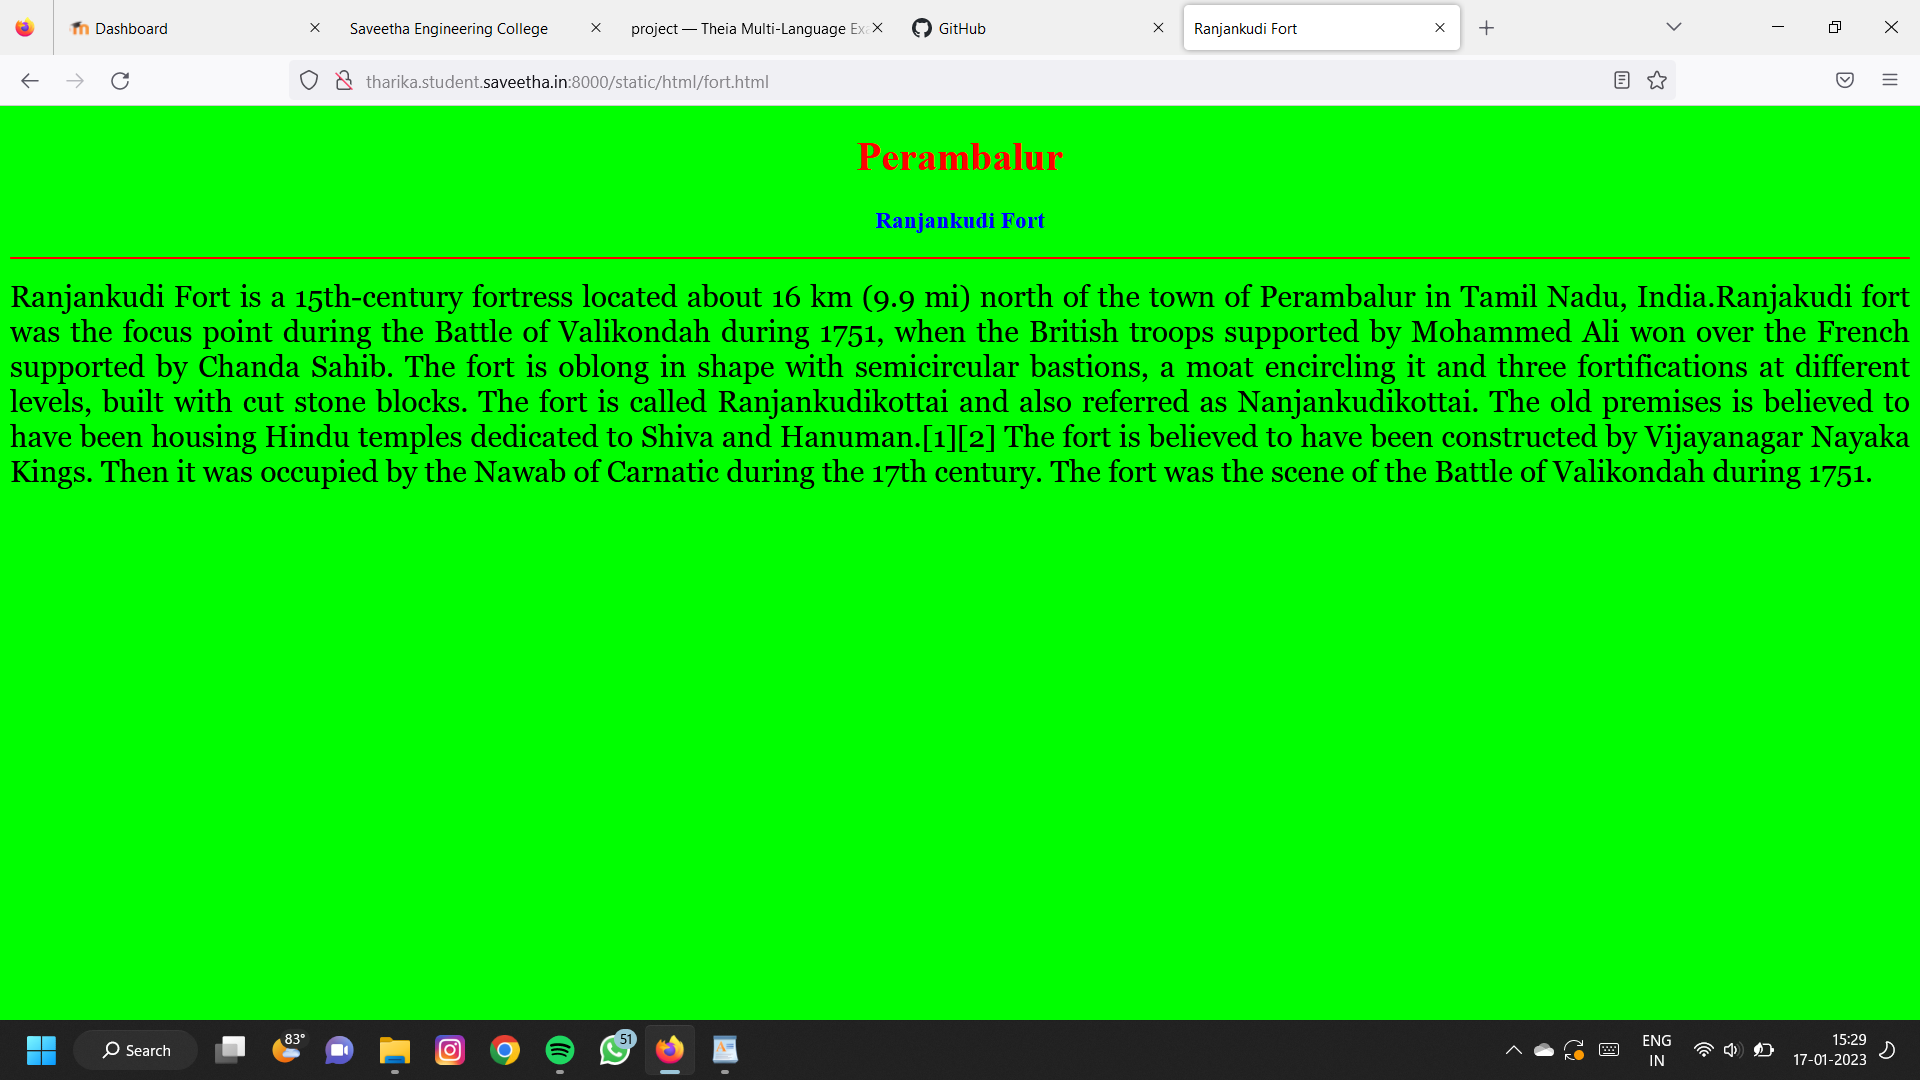 Dashboard
Saveetha Engineering College
project — Theia Multi-Language Ex
GitHub
Ranjankudi Fort
tharika.student.saveetha.in:8000/static/html/fort.html
Perambalur
Ranjankudi Fort
Ranjankudi Fort is a 15th-century fortress located about 16 km (9.9 mi) north of the town of Perambalur in Tamil Nadu, India.Ranjakudi fort
was the focus point during the Battle of Valikondah during 1751, when the British troops supported by Mohammed Ali won over the French
supported by Chanda Sahib. The fort is oblong in shape with semicircular bastions, a moat encircling it and three fortifications at different
levels, built with cut stone blocks. The fort is called Ranjankudikottai and also referred as Nanjankudikottai. The old premises is believed to
have been housing Hindu temples dedicated to Shiva and Hanuman.[1][2] The fort is believed to have been constructed by Vijayanagar Nayaka
Kings. Then it was occupied by the Nawab of Carnatic during the 17th century. The fort was the scene of the Battle of Valikondah during 1751.
Search
83°
51
ENG
IN
15:29
17-01-2023